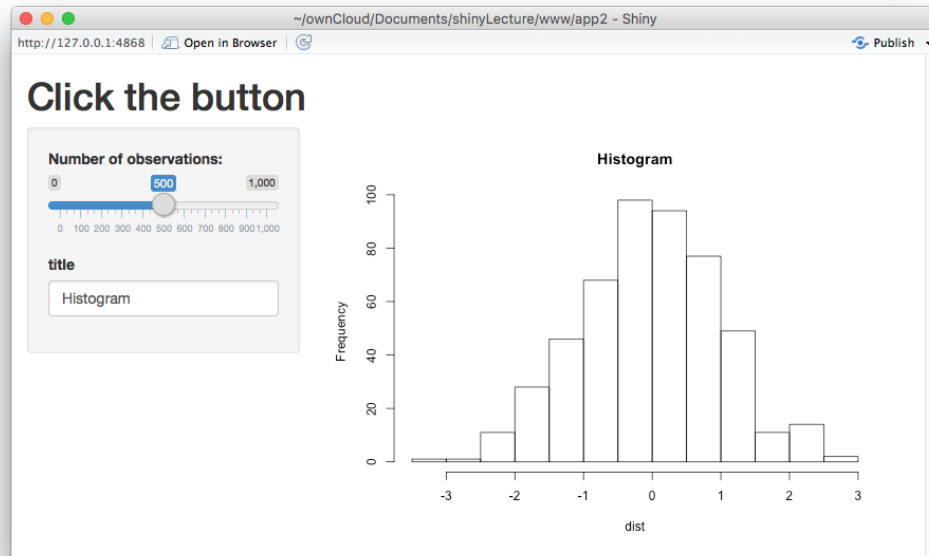 ~/ownCloud/Documents/shinyLecture/www/app2 - Shiny
http://127.0.0.1:4868 Open in Browser Publish
Click the button
Number of observations:
0 500 1,000
0 100 200 300 400 500 600 700 800 900 1,000
title
Histogram
Histogram
Frequency
100
80
60
40
20
0
-3 -2 -1 0 1 2 3
dist